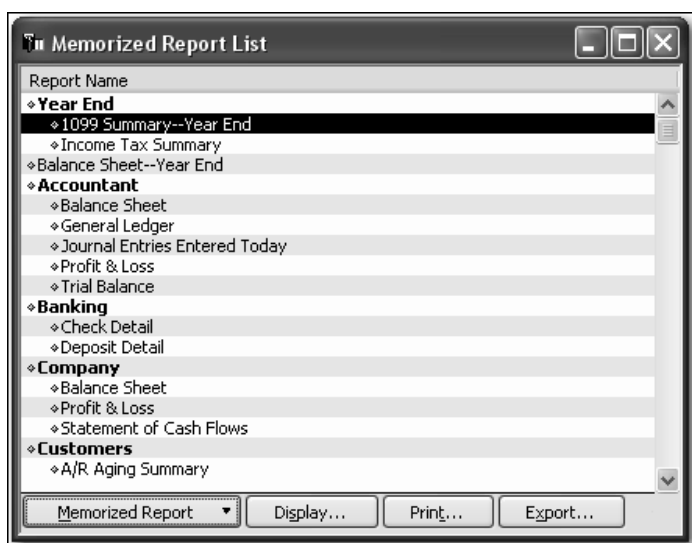 Memorized Report List
Report Name
Year End
1099 Summary--Year End
Income Tax Summary
Balance Sheet--Year End
Accountant
Balance Sheet
General Ledger
Journal Entries Entered Today
Profit & Loss
Trial Balance
Banking
Check Detail
Deposit Detail
Company
Balance Sheet
Profit & Loss
Statement of Cash Flows
Customers
A/R Aging Summary
Memorized Report Display... Print... Export...